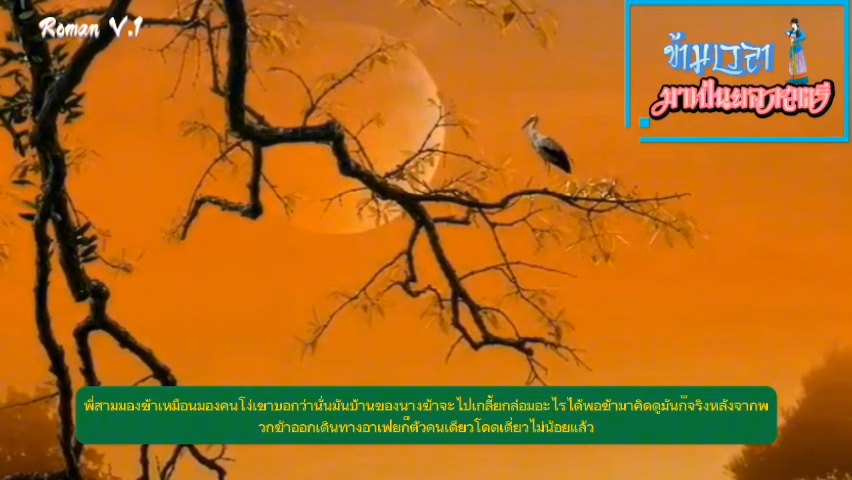 Roman V.1
ข้ามเวลา
มาเป็นยอดสตรี
พี่สามมองข้าเหมือนมองคนโง่เขาบอกว่านั่นมันบ้านของนางข้าจะไปเกลี้ยกล่อมอะไรได้พอข้ามาคิดดูมันก็จริงหลังจากพ
วกข้าออกเดินทางอาเฟยก็ตัวคนเดียวโดดเดี่ยวไม่น้อยแล้ว